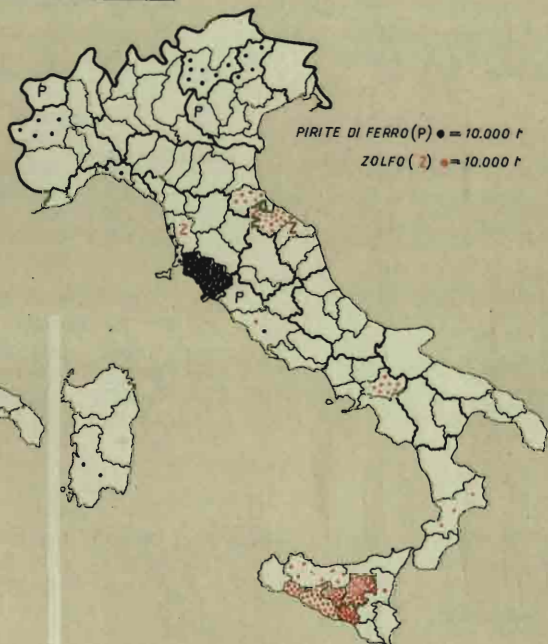 P
P
PIRITE DI FERRO (P) ● = 10.000 t
ZOLFO (Z) ● = 10.000 t
Z
Z
P